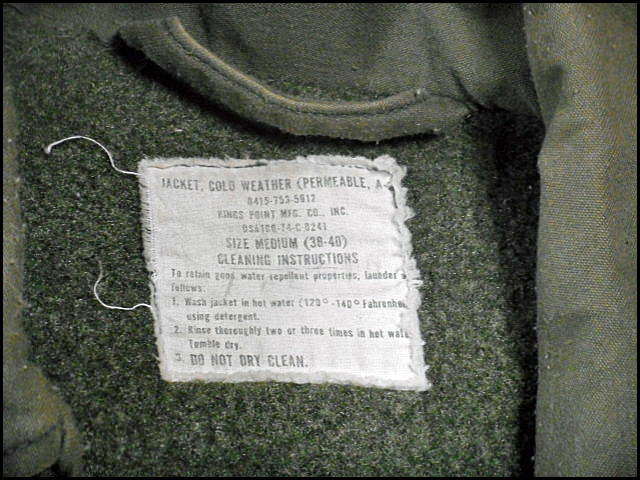 JACKET, COLD WEATHER (PERMEABLE, A-
8415-753-5612
KINGS POINT MFG. CO., INC.
DSA100-74-C-0241
SIZE MEDIUM (38-40)
CLEANING INSTRUCTIONS
To retain good water repellent properties, launder a
follows:
1. Wash jacket in hot water (120° -140° Fahrenhe
using detergent.
2. Rinse thoroughly two or three times in hot wate
Tumble dry.
3. DO NOT DRY CLEAN.